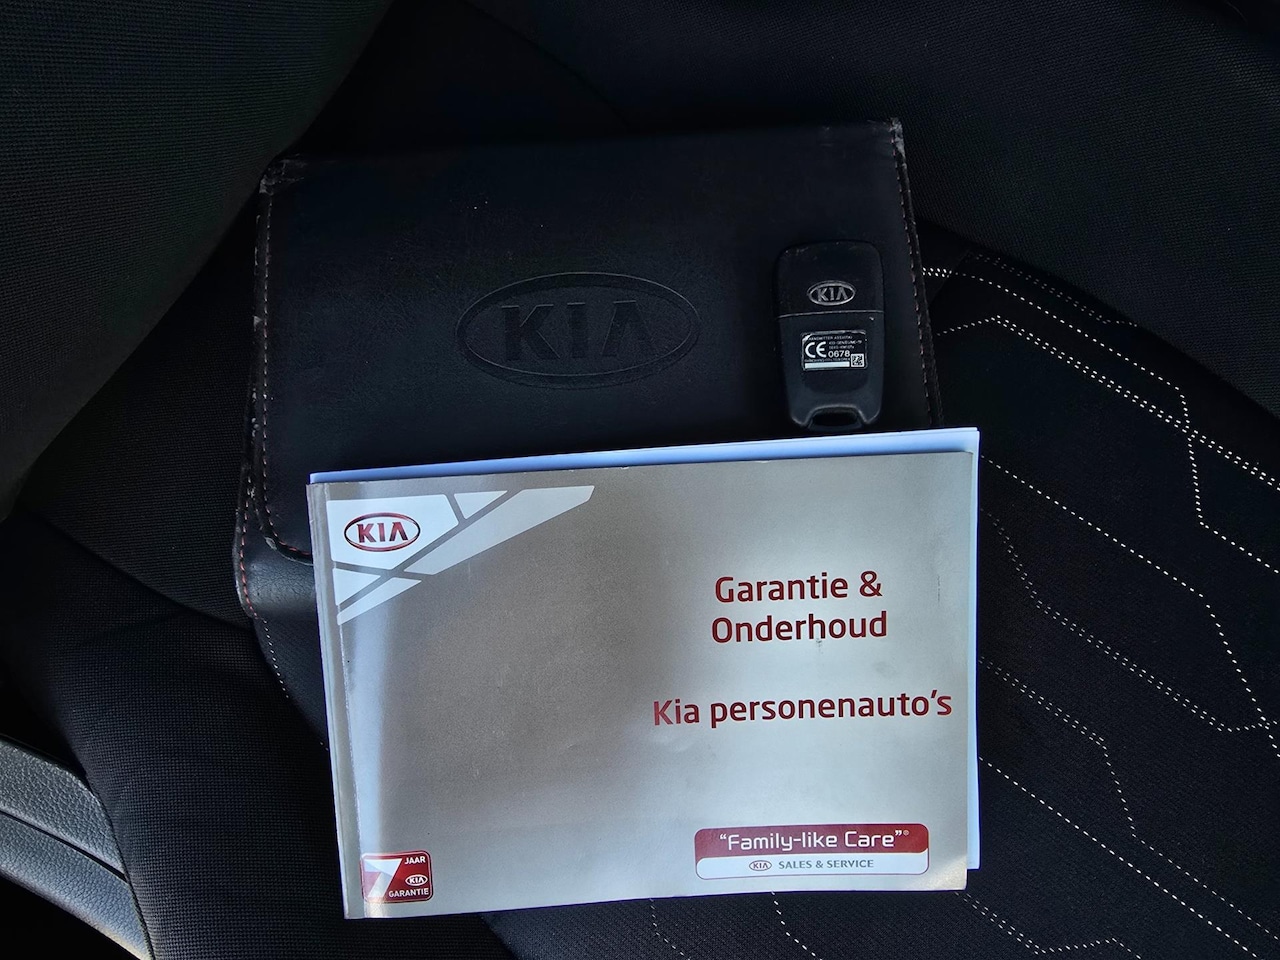 KIA
KIA
CE 0678
KIA
Garantie &
Onderhoud
Kia personenauto's
"Family-like Care"®
KIA SALES & SERVICE
7 JAAR
KIA
GARANTIE